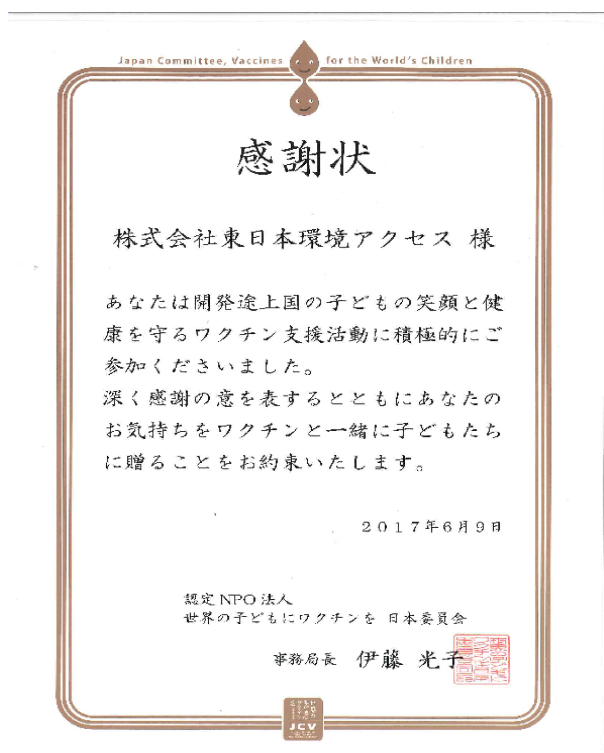 Japan Committee, Vaccines for the World's Children
感謝状
株式会社東日本環境アクセス 様
あなたは開発途上国の子どもの笑顔と健
康を守るワクチン支援活動に積極的にご
参加くださいました。
深く感謝の意を表するとともにあなたの
お気持ちをワクチンと一緒に子どもたち
に贈ることをお約束いたします。
2017年6月9日
認定NPO法人
世界の子どもにワクチンを 日本委員会
事務局長 伊藤 光子
JCV